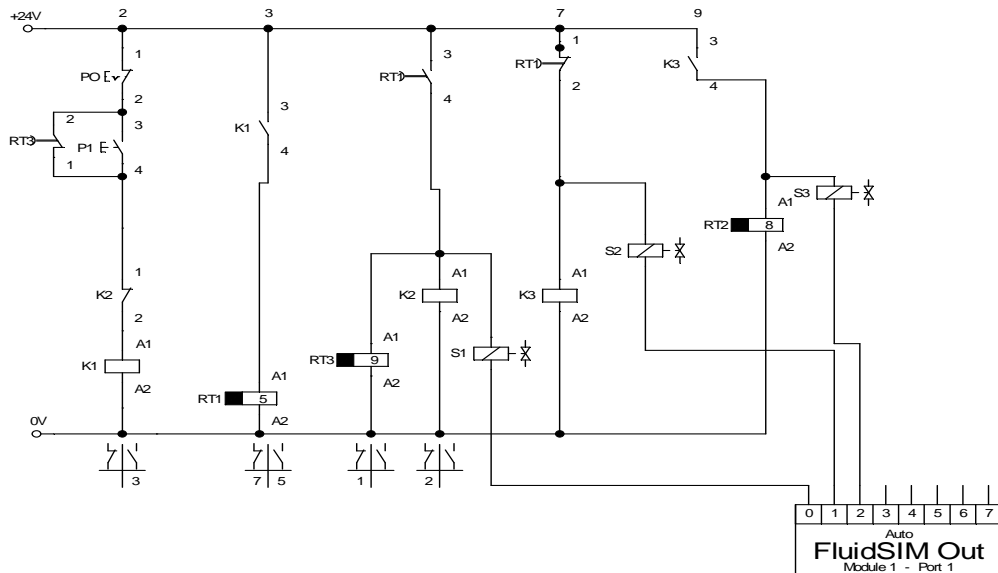 2 3 7 9
+24V
1 3 1 3
PO RT1 RT1 K3
2 4 2 4
2 3 3
RT3 P1 K1
1 4 4
S3
A1
RT2 8
A2
S2
1 A1 A1
K2 K2 K3
2 A2 A2
A1 A1
K1 RT3 9 S1
A2 A2
A1
RT1 5
A2
0V
3 7 5 1 2
0 1 2 3 4 5 6 7
Auto
FluidSIM Out
Module 1 - Port 1